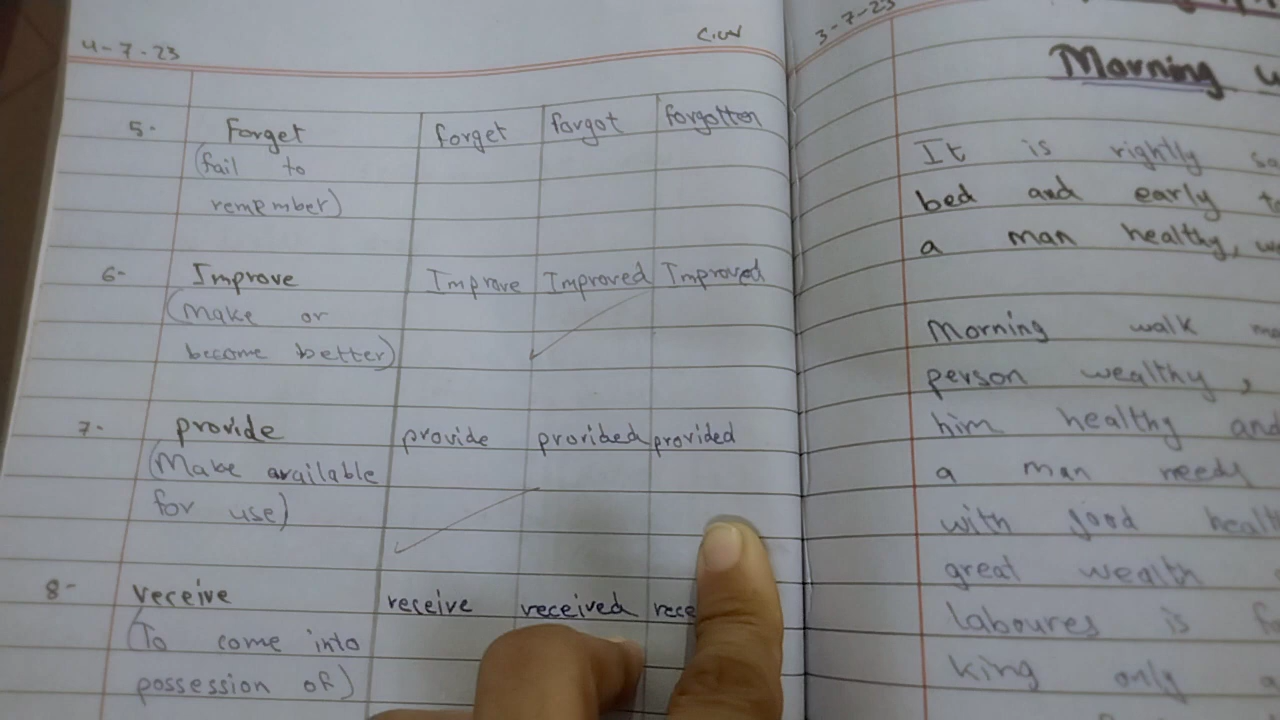 4-7-23 C.W
5. Forget forget forgot forgotten
(fail to
remember)
6- Improve Improve Improved Improved
(Make or
become better)
7- provide provide provided provided
(Make available
for use)
8- receive receive received rece
(To come into
possession of)
3-7-23
Morning
It is rightly
bed and early
a man healthy,
Morning walk
person wealthy,
him healthy and
a man needs
with good
great wealth
laboures is
king only